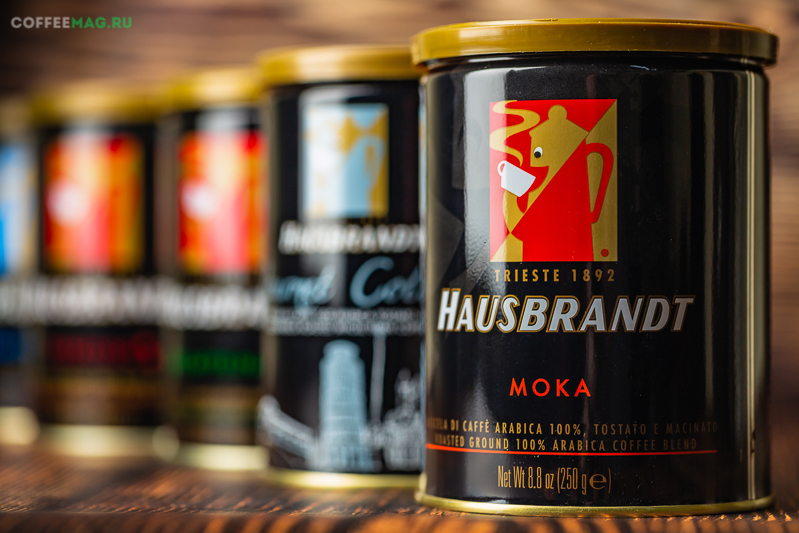 COFFEEMAG.RU
TRIESTE 1892
HAUSBRANDT
MOKA
DI CAFFÈ ARABICA 100%, TOSTATO E MACINATO
ROASTED GROUND 100% ARABICA COFFEE BLEND
Net Wt 8.8 oz (250 g ℮)
HAUSBRANDT